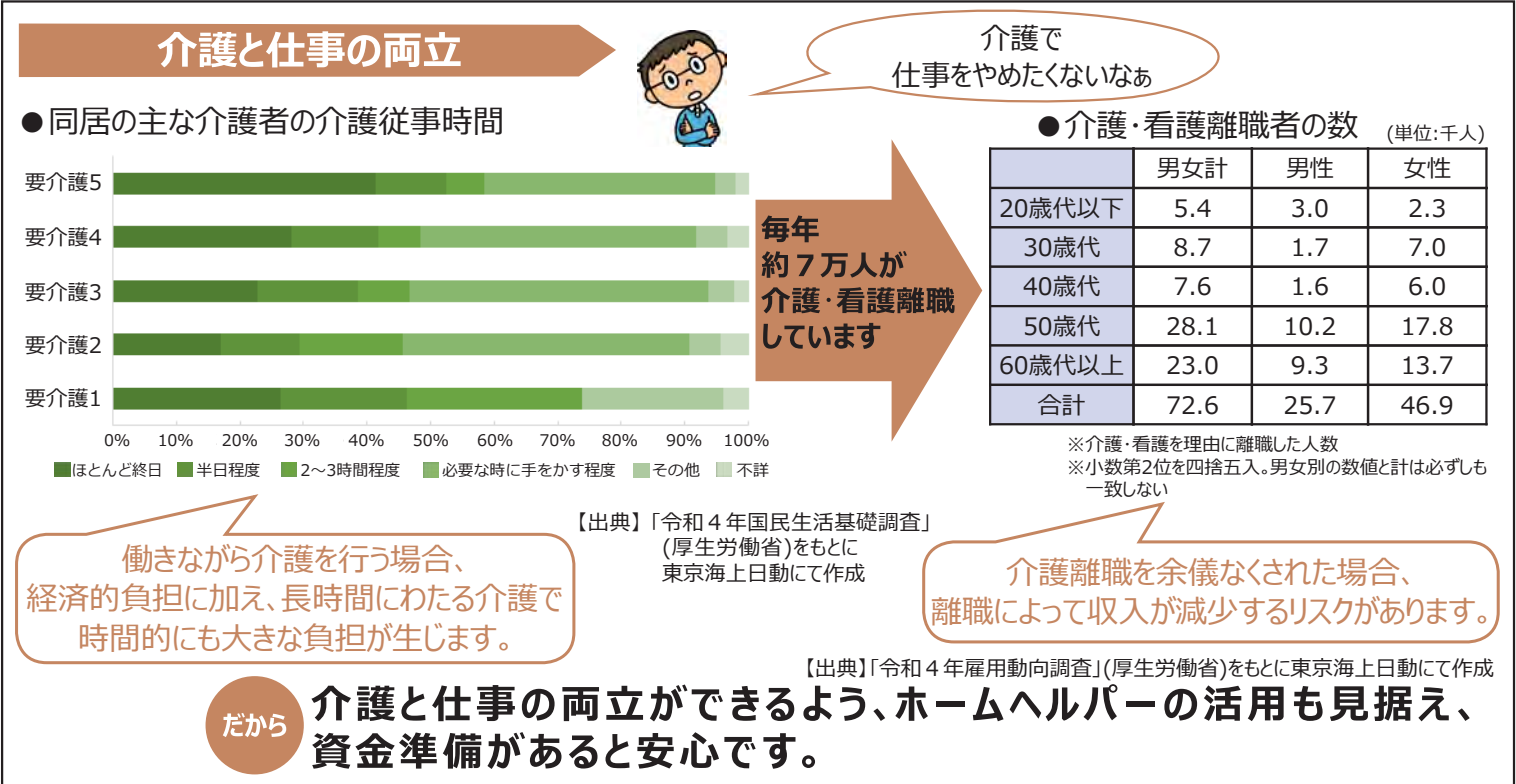 介護と仕事の両立
介護で
仕事をやめたくないなぁ
●同居の主な介護者の介護従事時間
要介護5
要介護4
要介護3
要介護2
要介護1
0% 10% 20% 30% 40% 50% 60% 70% 80% 90% 100%
■ほとんど終日 ■半日程度 ■2～3時間程度 ■必要な時に手をかす程度 ■その他 ■不詳
毎年
約７万人が
介護･看護離職
しています
●介護･看護離職者の数 (単位:千人)
男女計 男性 女性
20歳代以下 5.4 3.0 2.3
30歳代 8.7 1.7 7.0
40歳代 7.6 1.6 6.0
50歳代 28.1 10.2 17.8
60歳代以上 23.0 9.3 13.7
合計 72.6 25.7 46.9
※介護･看護を理由に離職した人数
※小数第2位を四捨五入。男女別の数値と計は必ずしも
一致しない
【出典】「令和４年国民生活基礎調査」
(厚生労働省)をもとに
東京海上日動にて作成
働きながら介護を行う場合、
経済的負担に加え、長時間にわたる介護で
時間的にも大きな負担が生じます。
介護離職を余儀なくされた場合、
離職によって収入が減少するリスクがあります。
【出典】「令和４年雇用動向調査」(厚生労働省)をもとに東京海上日動にて作成
だから
介護と仕事の両立ができるよう、ホームヘルパーの活用も見据え、
資金準備があると安心です。